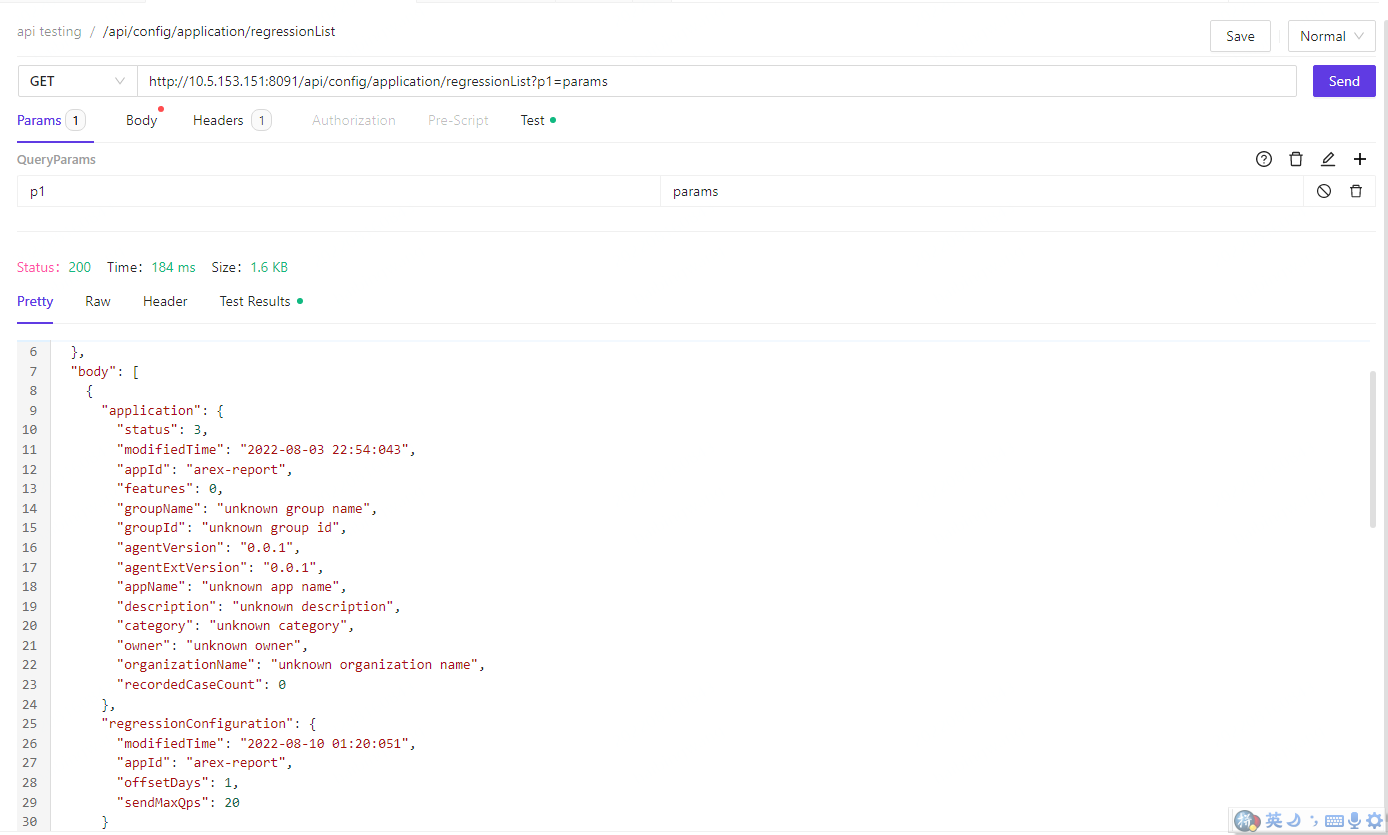 api testing / /api/config/application/regressionList
Save
Normal
GET
http://10.5.153.151:8091/api/config/application/regressionList?p1=params
Send
Params 1
Body
Headers 1
Authorization
Pre-Script
Test
QueryParams
p1
params
Status: 200 Time: 184 ms Size: 1.6 KB
Pretty
Raw
Header
Test Results
6 },
7 "body": [
8 {
9 "application": {
10 "status": 3,
11 "modifiedTime": "2022-08-03 22:54:043",
12 "appId": "arex-report",
13 "features": 0,
14 "groupName": "unknown group name",
15 "groupId": "unknown group id",
16 "agentVersion": "0.0.1",
17 "agentExtVersion": "0.0.1",
18 "appName": "unknown app name",
19 "description": "unknown description",
20 "category": "unknown category",
21 "owner": "unknown owner",
22 "organizationName": "unknown organization name",
23 "recordedCaseCount": 0
24 },
25 "regressionConfiguration": {
26 "modifiedTime": "2022-08-10 01:20:051",
27 "appId": "arex-report",
28 "offsetDays": 1,
29 "sendMaxQps": 20
30 }
拼 英